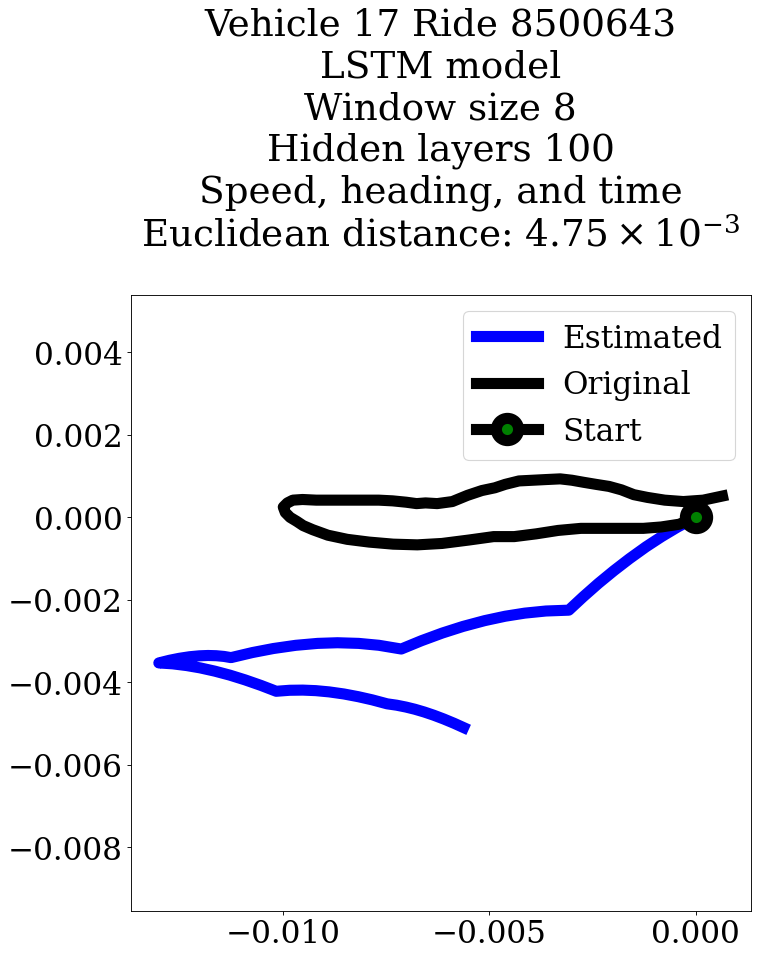 Vehicle 17 Ride 8500643
LSTM model
Window size 8
Hidden layers 100
Speed, heading, and time
Euclidean distance: 4.75 × 10⁻³
Estimated
Original
Start
0.004
0.002
0.000
−0.002
−0.004
−0.006
−0.008
−0.010 −0.005 0.000